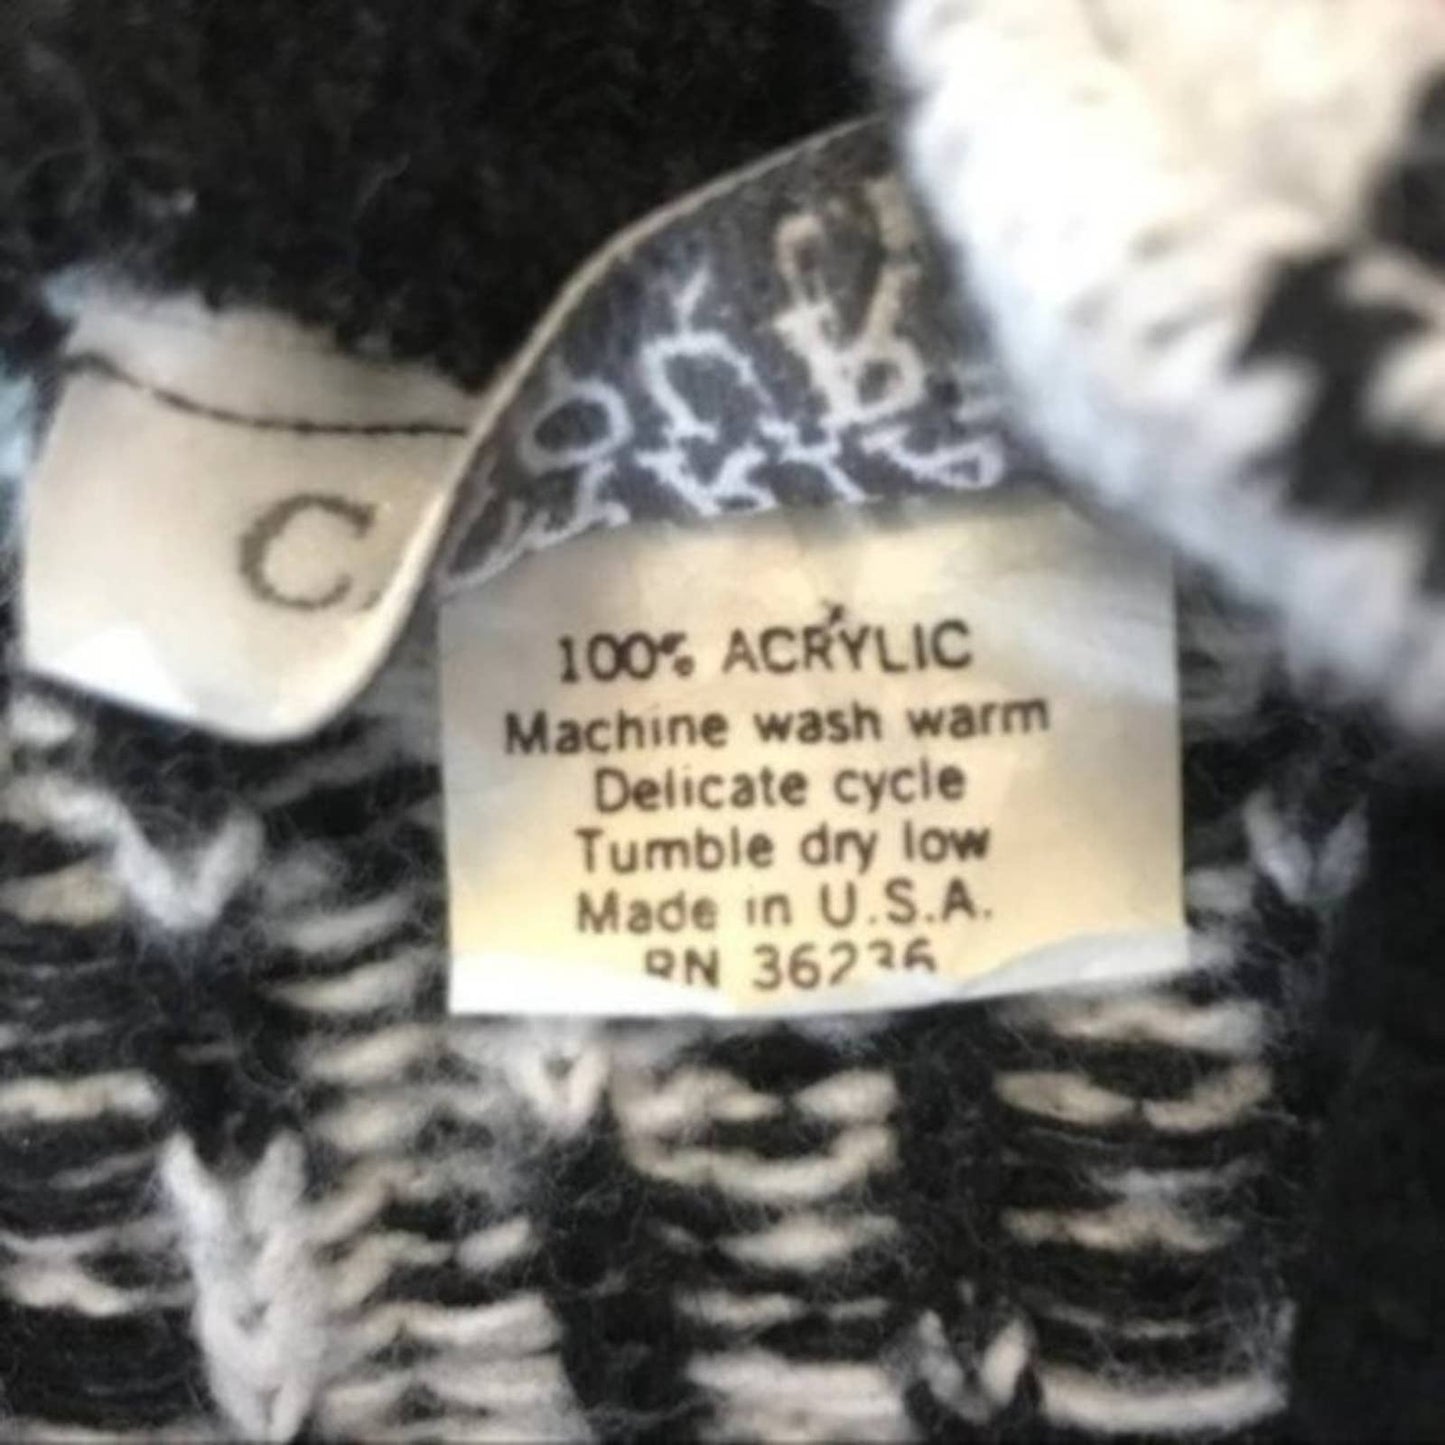 C
100% ACRYLIC
Machine wash warm
Delicate cycle
Tumble dry low
Made in U.S.A.
RN 36236